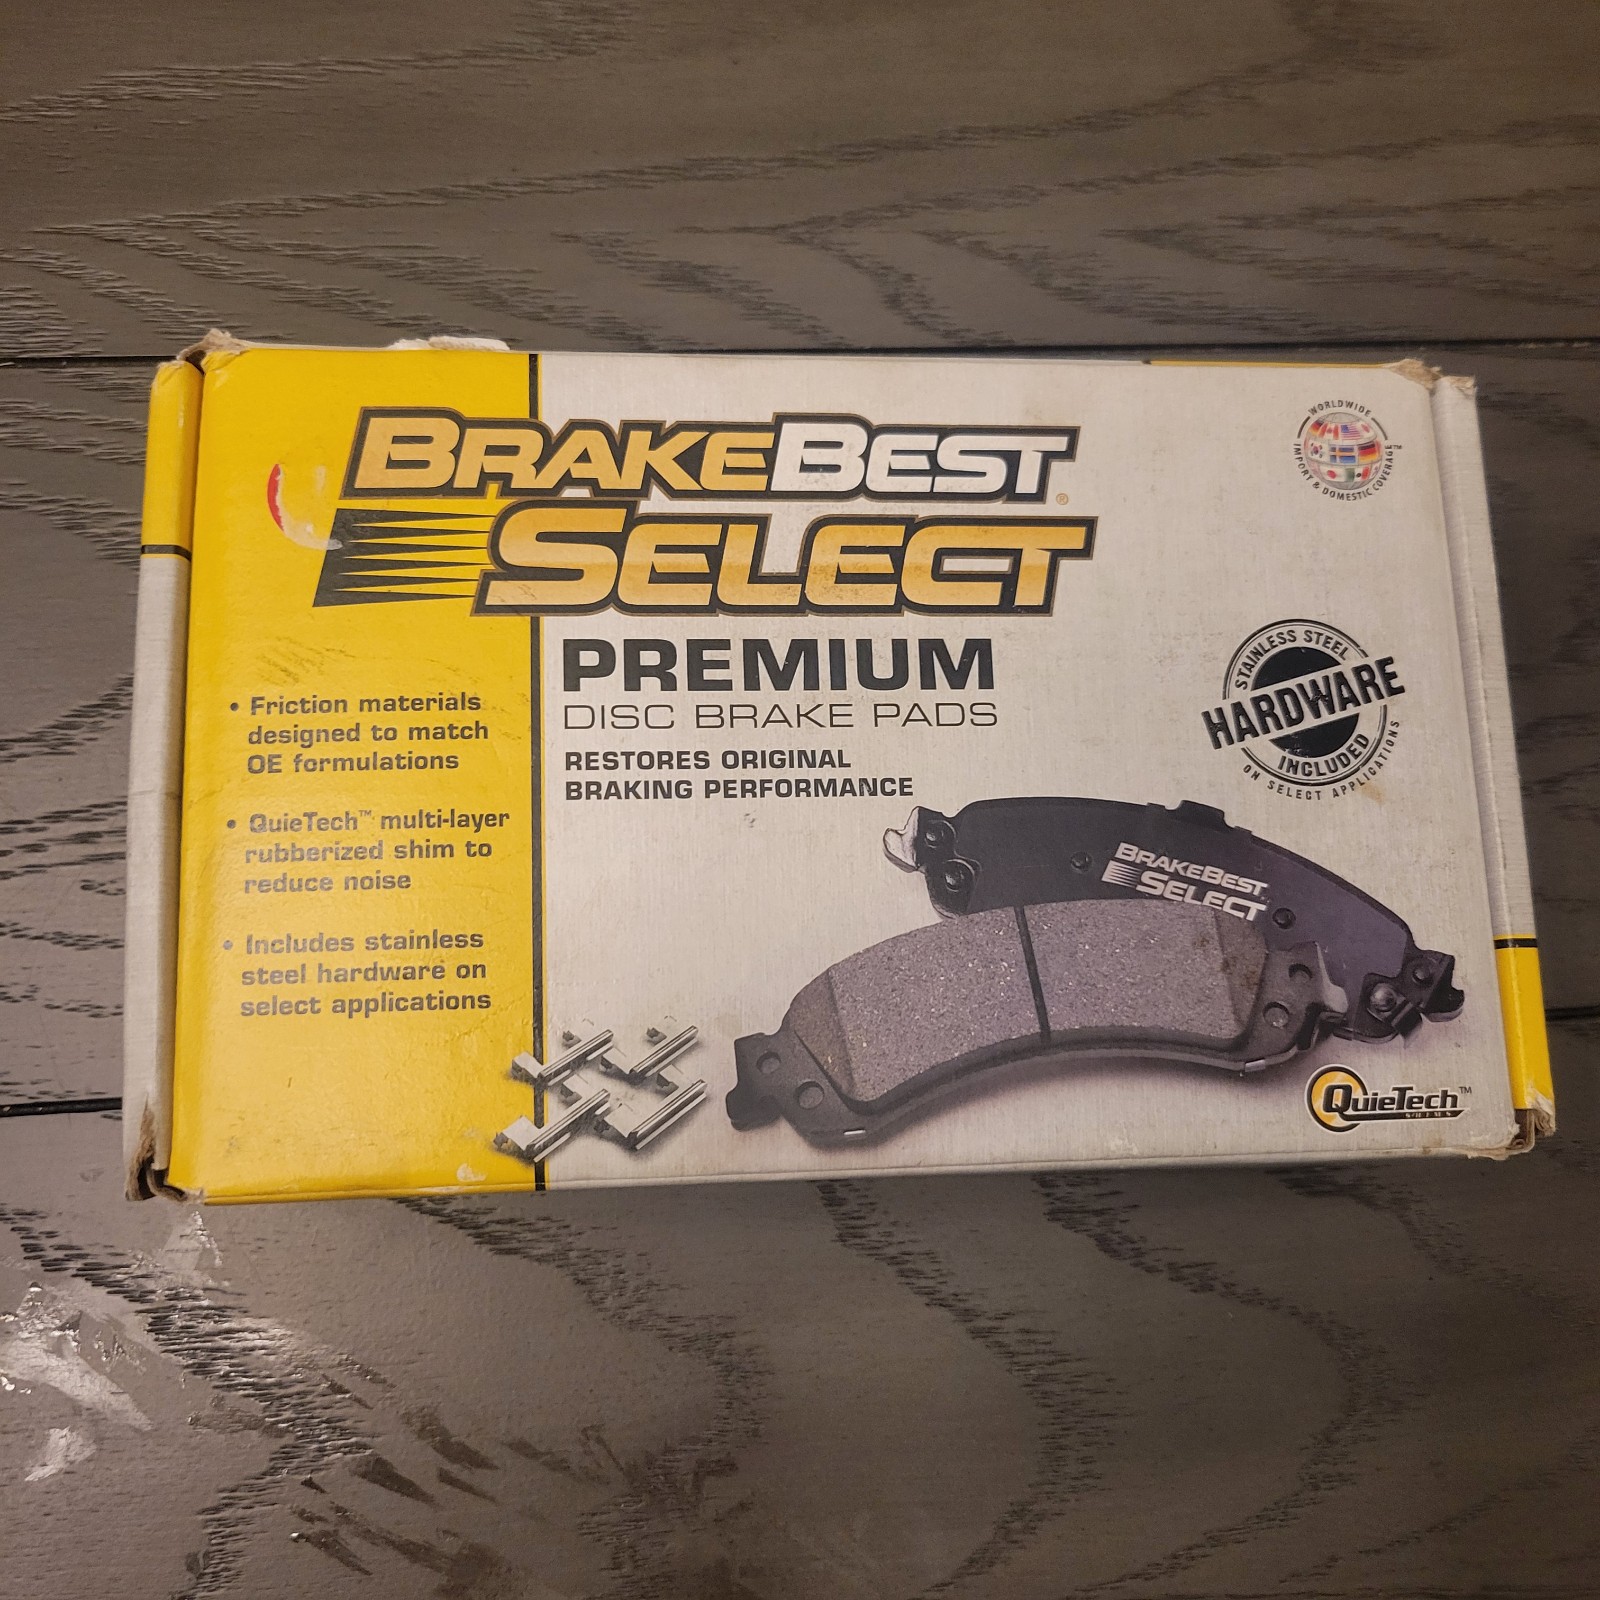 BRAKEBEST®
SELECT
PREMIUM
DISC BRAKE PADS
RESTORES ORIGINAL
BRAKING PERFORMANCE
• Friction materials
designed to match
OE formulations
• QuieTech™ multi-layer
rubberized shim to
reduce noise
• Includes stainless
steel hardware on
select applications
WORLDWIDE
IMPORT & DOMESTIC COVERAGE™
STAINLESS STEEL
HARDWARE
INCLUDED
ON SELECT APPLICATIONS
BRAKEBEST
SELECT
QuieTech™